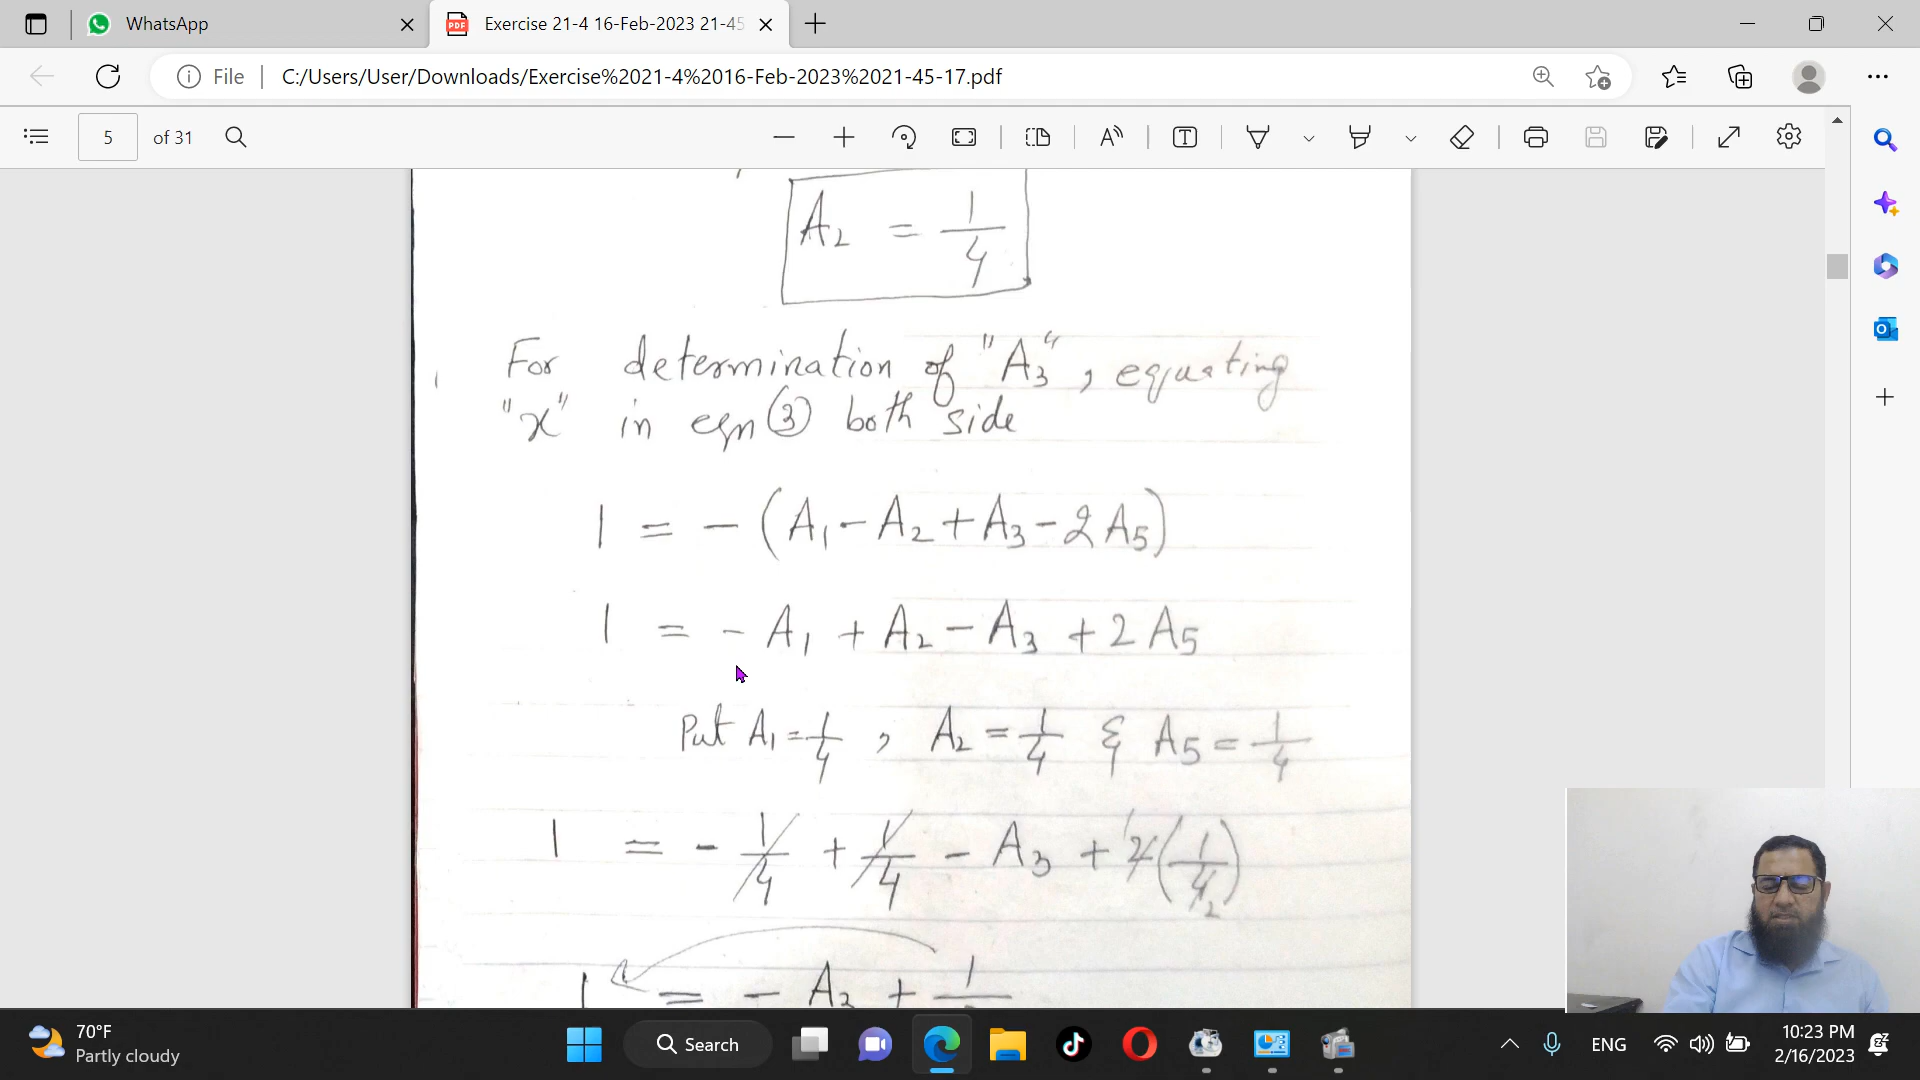 WhatsApp
Exercise 21-4 16-Feb-2023 21-45
File
C:/Users/User/Downloads/Exercise%2021-4%2016-Feb-2023%2021-45-17.pdf
5 of 31
A2 = 1/4
For determination of "A3", equating
"x" in eqn (3) both side
1 = - (A1 - A2 + A3 - 2 A5)
1 = - A1 + A2 - A3 + 2 A5
Put A1 = 1/4 , A2 = 1/4 & A5 = 1/4
1 = - 1/4 + 1/4 - A3 + 2 (1/4)
70°F
Partly cloudy
Search
ENG
10:23 PM
2/16/2023